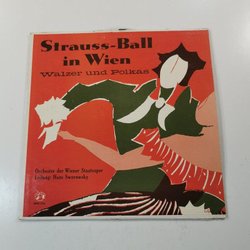 Strauss-Ball
in Wien
Walzer und Polkas
Orchester der Wiener Staatsoper
Leitung: Hans Swarowsky